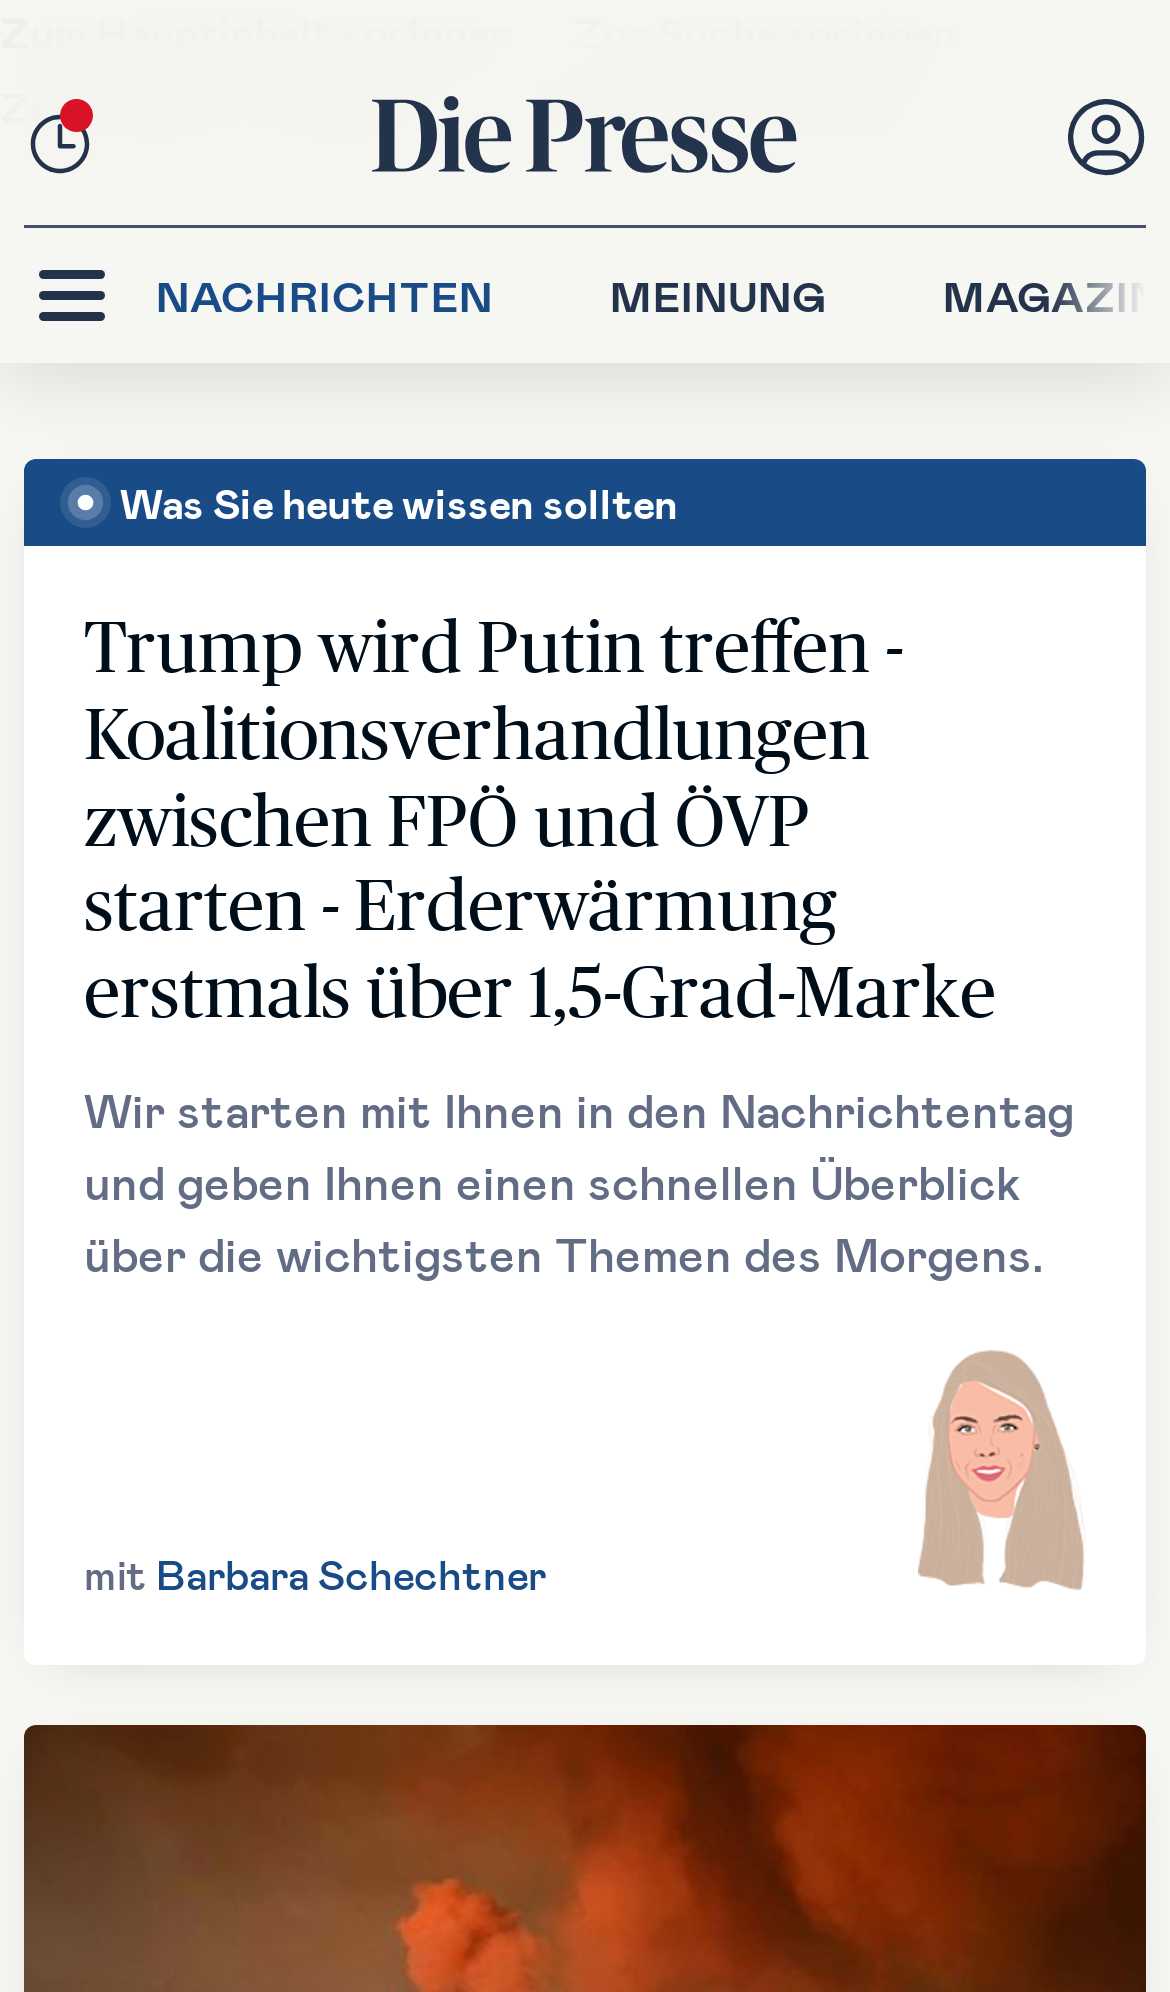 Zum Hauptinhalt springen Zur Suche springen
Die Presse
NACHRICHTEN MEINUNG
Was Sie heute wissen sollten
Trump wird Putin treffen -
Koalitionsverhandlungen
zwischen FPÖ und ÖVP
starten - Erderwärmung
erstmals über 1,5-Grad-Marke
Wir starten mit Ihnen in den Nachrichtentag
und geben Ihnen einen schnellen Überblick
über die wichtigsten Themen des Morgens.
mit Barbara Schechtner